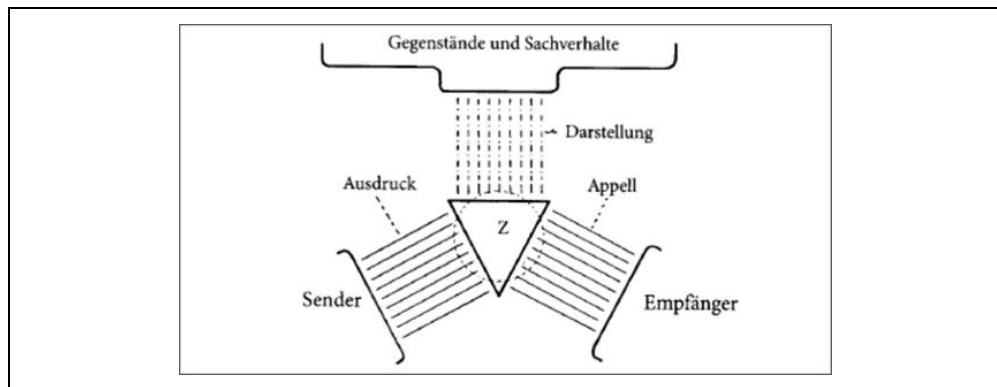 Gegenstände und Sachverhalte
Darstellung
Ausdruck
Appell
Z
Sender
Empfänger